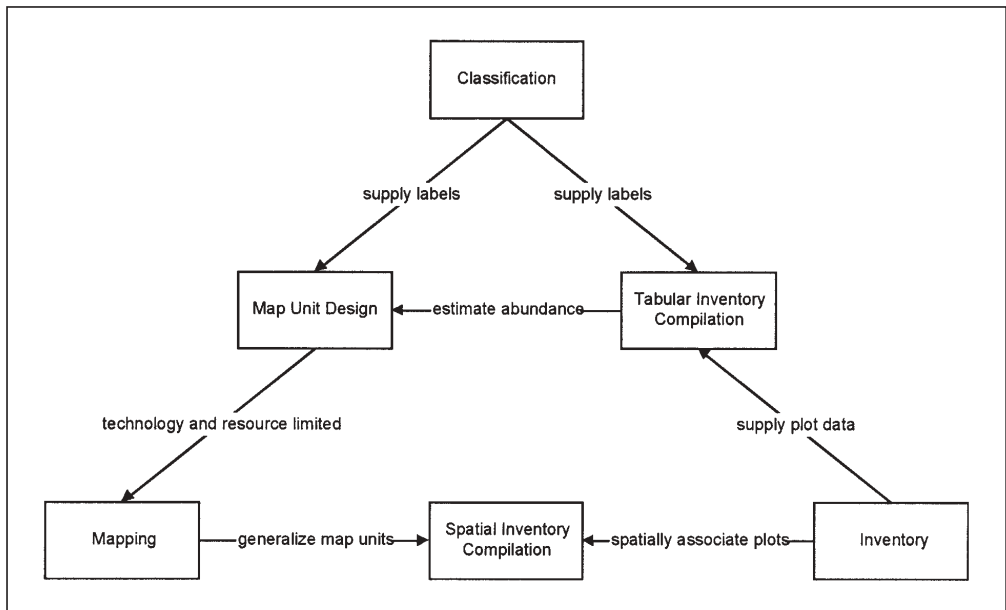 Classification
supply labels
supply labels
Map Unit Design
estimate abundance
Tabular Inventory
Compilation
technology and resource limited
supply plot data
Mapping
generalize map units
Spatial Inventory
Compilation
spatially associate plots
Inventory